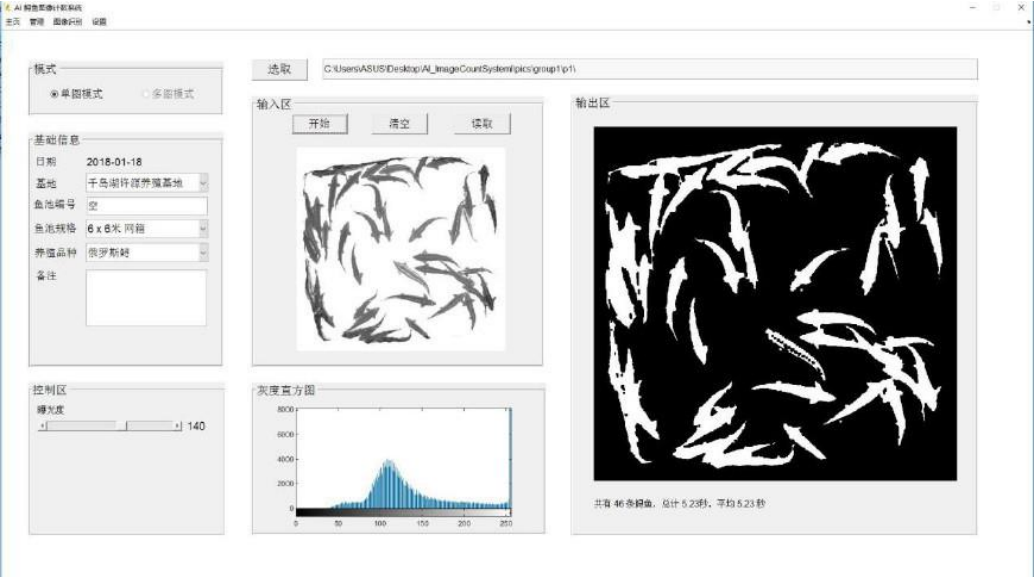 AI 鲟鱼图像计数系统
主页 管理 图像识别 设置
模式
单图模式 多图模式
选取 C:\Users\ASUS\Desktop\AI_ImageCountSystem\pics\group1\p1\
基础信息
日期 2018-01-18
基地 千岛湖许源养殖基地
鱼池编号 空
鱼池规格 6 x 6米 网箱
养殖品种 俄罗斯鲟
备注
输入区
开始 清空 读取
输出区
控制区
曝光度
140
灰度直方图
8000
6000
4000
2000
0
0 50 100 150 200 250
共有 46 条鲟鱼, 总计 5.23秒, 平均 5.23 秒